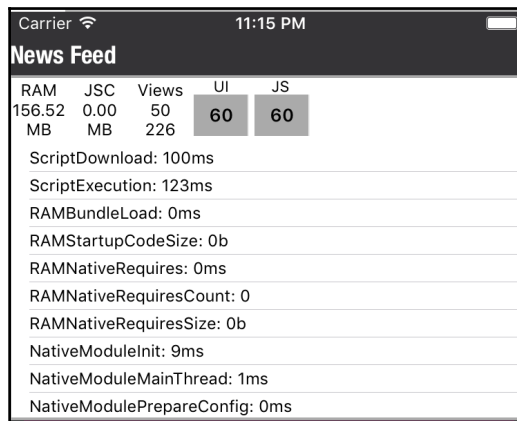 Carrier 11:15 PM
News Feed
RAM JSC Views UI JS
156.52 0.00 50 60 60
MB MB 226
ScriptDownload: 100ms
ScriptExecution: 123ms
RAMBundleLoad: 0ms
RAMStartupCodeSize: 0b
RAMNativeRequires: 0ms
RAMNativeRequiresCount: 0
RAMNativeRequiresSize: 0b
NativeModuleInit: 9ms
NativeModuleMainThread: 1ms
NativeModulePrepareConfig: 0ms